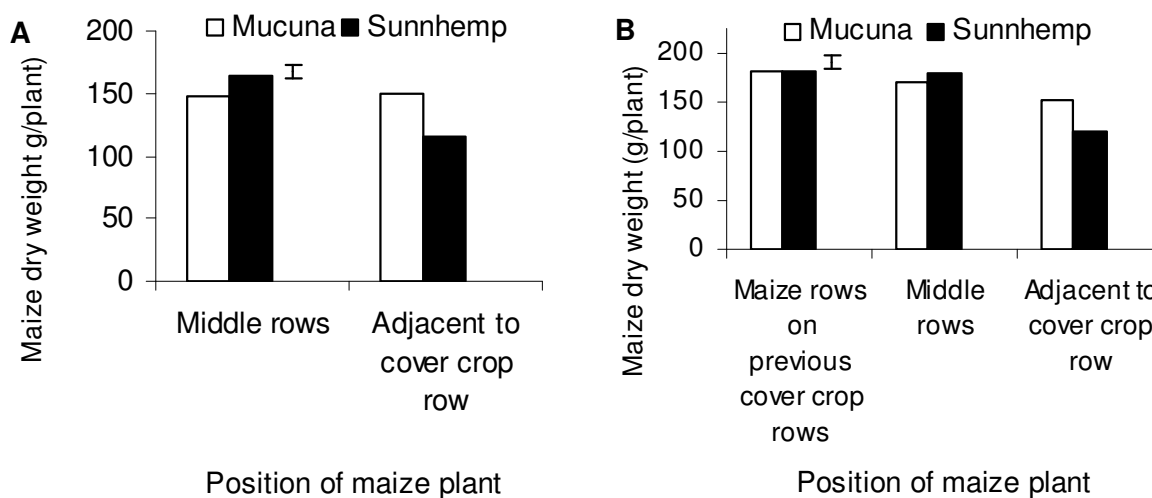 A
Mucuna Sunnhemp
Maize dry weight g/plant
200
150
100
50
0
Middle rows
Adjacent to
cover crop
row
Position of maize plant
B
Mucuna Sunnhemp
Maize dry weight (g/plant)
200
150
100
50
0
Maize rows
on
previous
cover crop
rows
Middle
rows
Adjacent to
cover crop
row
Position of maize plant